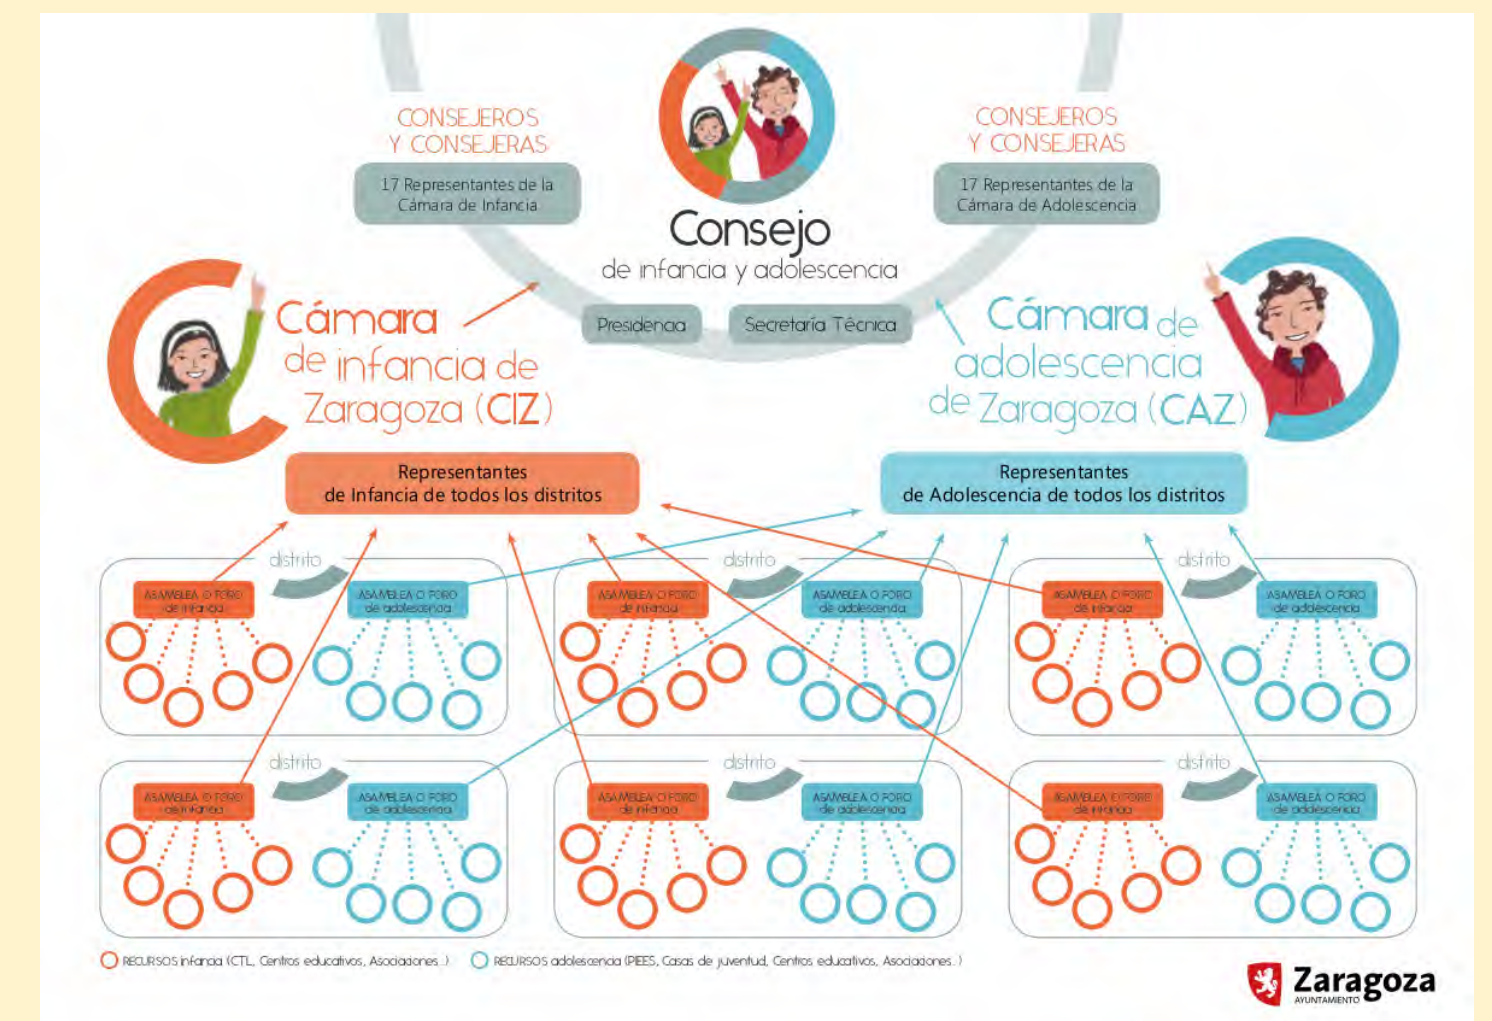 CONSEJEROS
Y CONSEJERAS
17 Representantes de la
Cámara de Infancia
CONSEJEROS
Y CONSEJERAS
17 Representantes de la
Cámara de Adolescencia
Consejo
de infancia y adolescencia
Presidencia
Secretaría Técnica
Cámara
de infancia de
Zaragoza (CIZ)
Cámara de
adolescencia
de Zaragoza (CAZ)
Representantes
de Infancia de todos los distritos
Representantes
de Adolescencia de todos los distritos
distrito
ASAMBLEA O FORO
de infancia
ASAMBLEA O FORO
de adolescencia
distrito
ASAMBLEA O FORO
de infancia
ASAMBLEA O FORO
de adolescencia
distrito
ASAMBLEA O FORO
de infancia
ASAMBLEA O FORO
de adolescencia
distrito
ASAMBLEA O FORO
de infancia
ASAMBLEA O FORO
de adolescencia
distrito
ASAMBLEA O FORO
de infancia
ASAMBLEA O FORO
de adolescencia
distrito
ASAMBLEA O FORO
de infancia
ASAMBLEA O FORO
de adolescencia
RECURSOS infancia (CTL, Centros educativos, Asociaciones...)
RECURSOS adolescencia (PIEES, Casas de juventud, Centros educativos, Asociaciones...)
Zaragoza
AYUNTAMIENTO